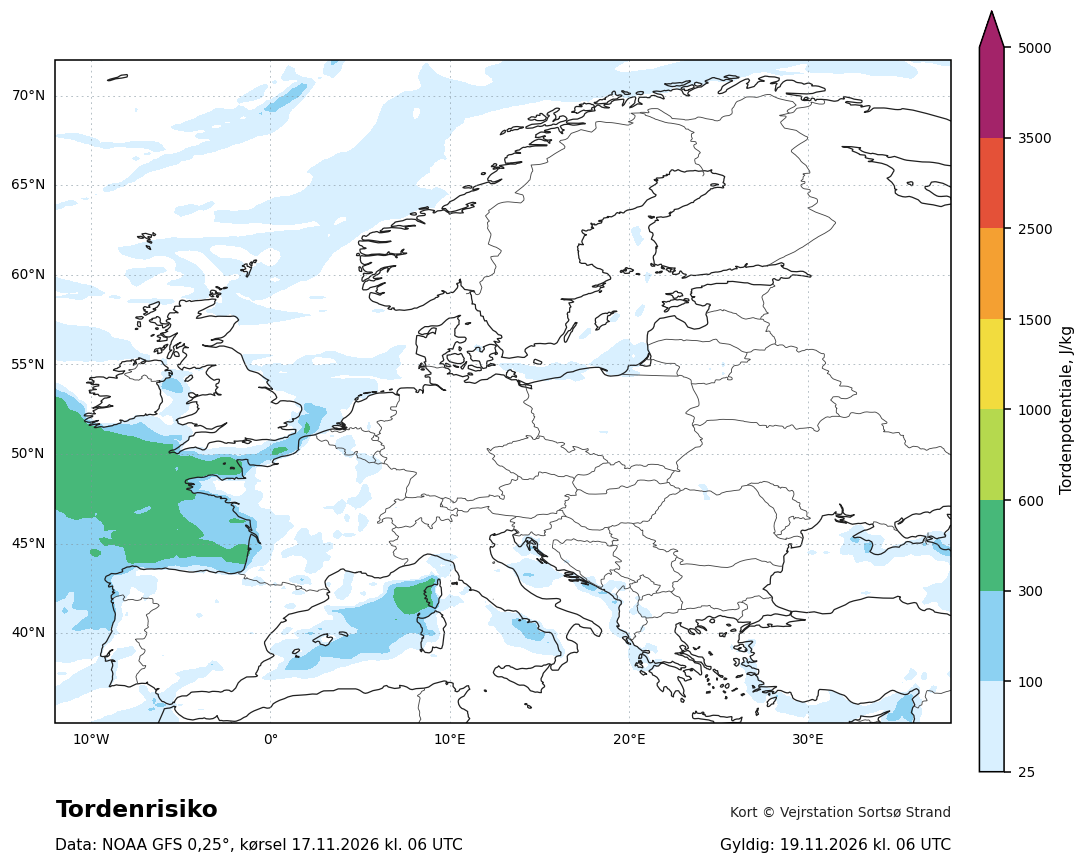 70°N
65°N
60°N
55°N
50°N
45°N
40°N
10°W
0°
10°E
20°E
30°E
5000
3500
2500
1500
1000
600
300
100
25
Tordenpotentiale, J/kg
Tordenrisiko
Kort © Vejrstation Sortsø Strand
Data: NOAA GFS 0,25°, kørsel 17.11.2026 kl. 06 UTC
Gyldig: 19.11.2026 kl. 06 UTC